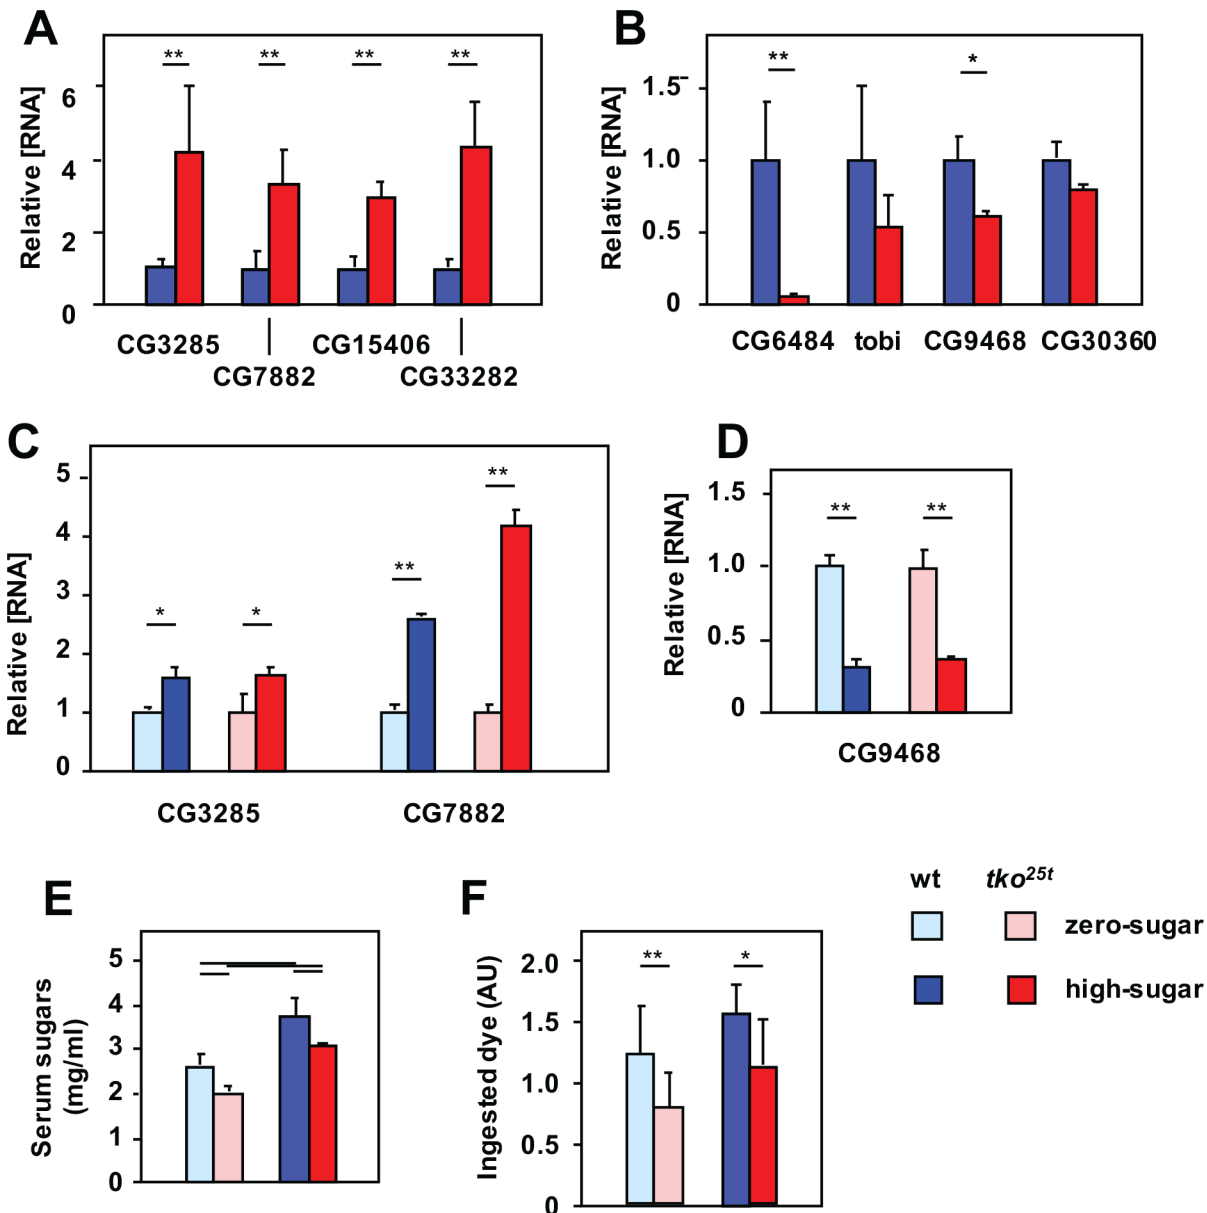 A
Relative [RNA]
6
4
2
0
** ** ** **
CG3285
CG7882
CG15406
CG33282
B
Relative [RNA]
1.5
1.0
0.5
0
** *
CG6484 tobi CG9468 CG30360
C
Relative [RNA]
5
4
3
2
1
0
* * ** **
CG3285 CG7882
D
Relative [RNA]
1.5
1.0
0.5
0
** **
CG9468
E
Serum sugars
(mg/ml)
5
4
3
2
1
0
F
Ingested dye (AU)
2.0
1.5
1.0
0.5
0
** *
wt tko25t
zero-sugar
high-sugar